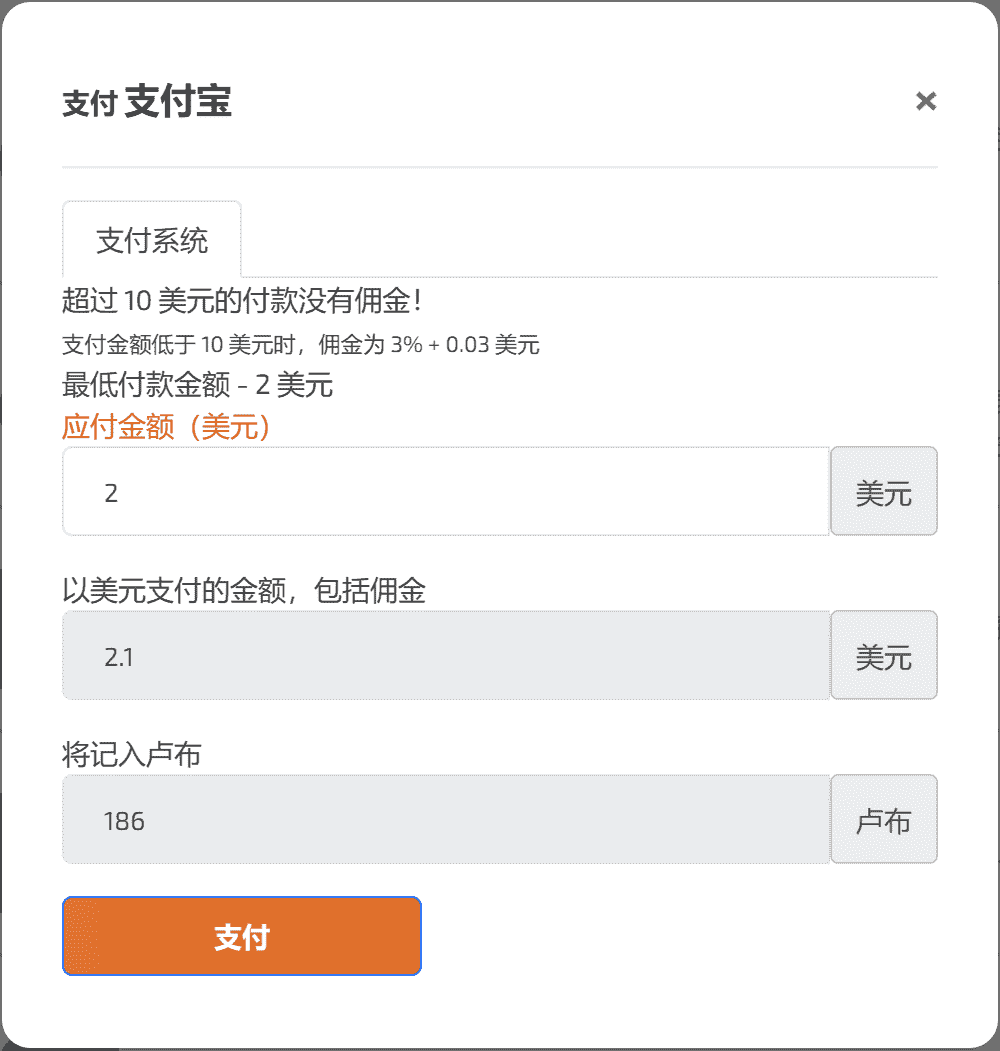 支付 支付宝
支付系统
超过 10 美元的付款没有佣金！
支付金额低于 10 美元时，佣金为 3% + 0.03 美元
最低付款金额 - 2 美元
应付金额（美元）
2 美元
以美元支付的金额，包括佣金
2.1 美元
将记入卢布
186 卢布
支付